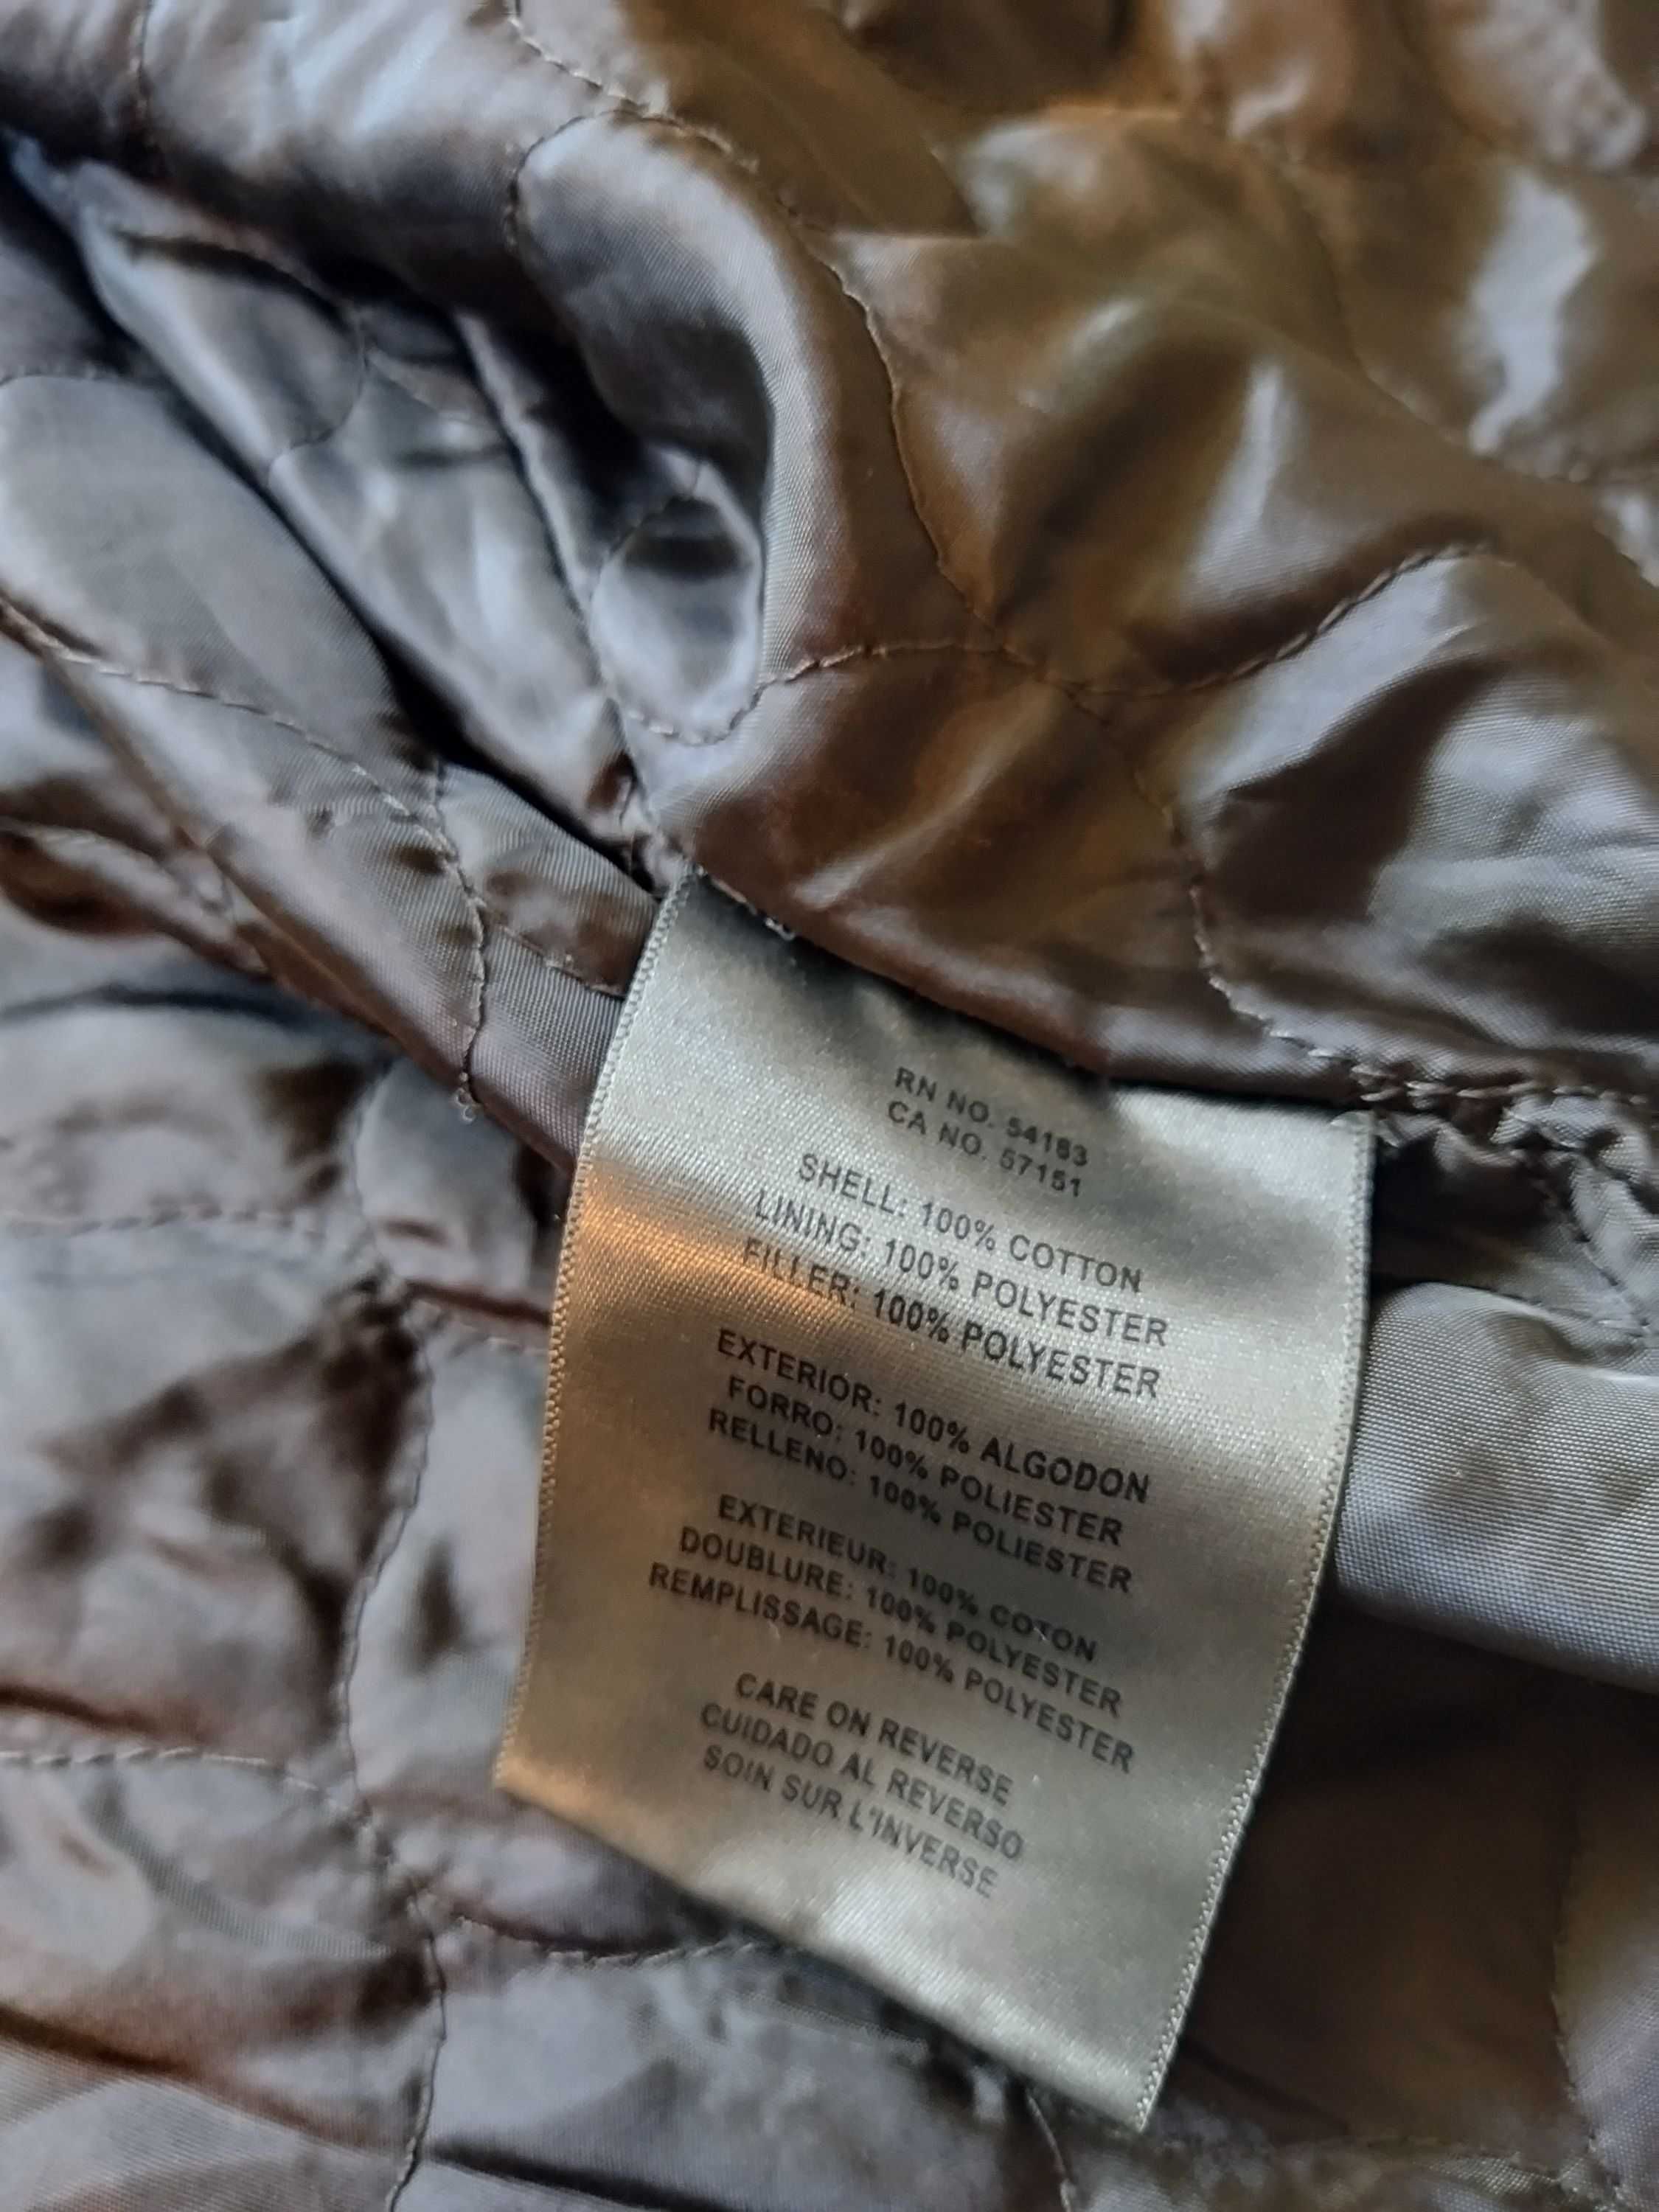 RN NO. 54163
CA NO. 57151
SHELL: 100% COTTON
LINING: 100% POLYESTER
FILLER: 100% POLYESTER
EXTERIOR: 100% ALGODON
FORRO: 100% POLIESTER
RELLENO: 100% POLIESTER
EXTERIEUR: 100% COTON
DOUBLURE: 100% POLYESTER
REMPLISSAGE: 100% POLYESTER
CARE ON REVERSE
CUIDADO AL REVERSO
SOIN SUR L'INVERSE